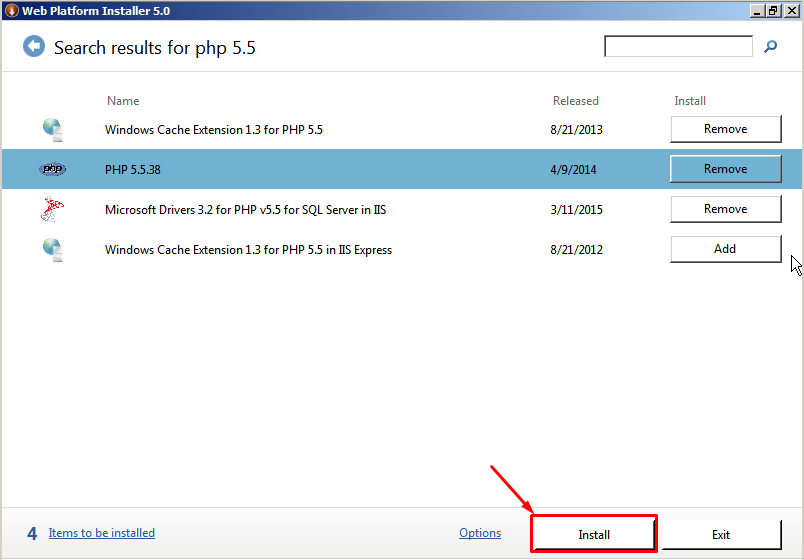 Web Platform Installer 5.0
Search results for php 5.5
Name Released Install
Windows Cache Extension 1.3 for PHP 5.5 8/21/2013 Remove
php PHP 5.5.38 4/9/2014 Remove
Microsoft Drivers 3.2 for PHP v5.5 for SQL Server in IIS 3/11/2015 Remove
Windows Cache Extension 1.3 for PHP 5.5 in IIS Express 8/21/2012 Add
4 Items to be installed Options Install Exit